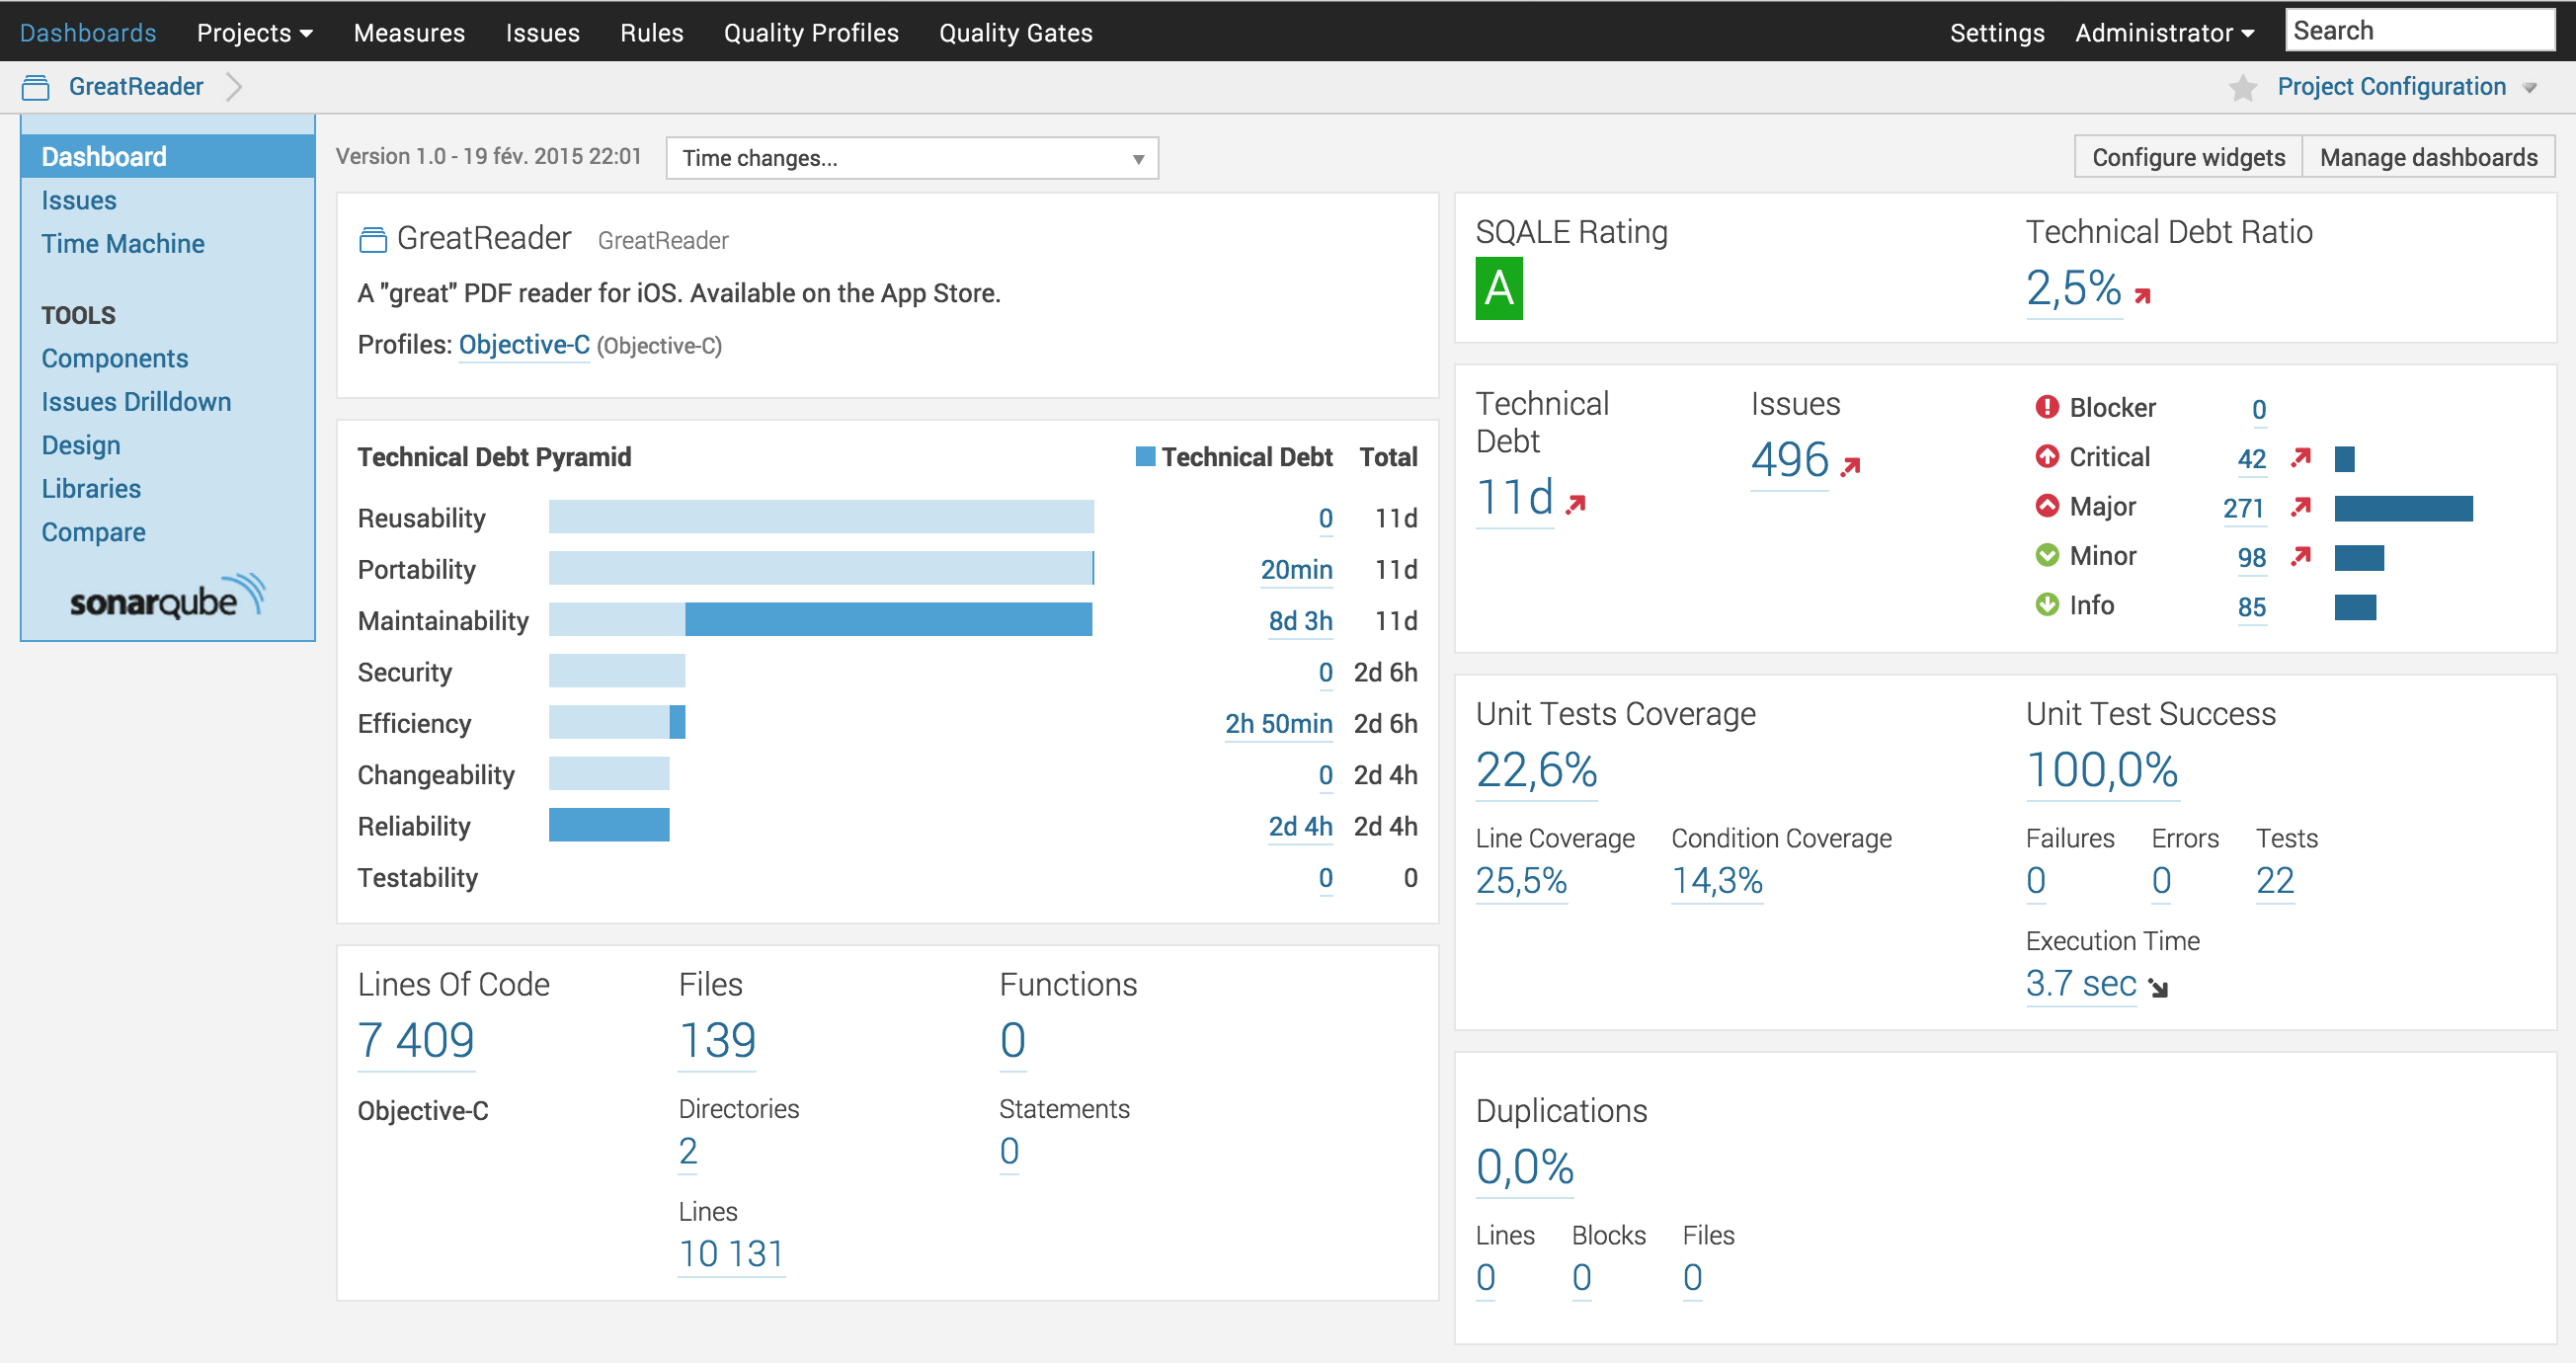 Dashboards Projects Measures Issues Rules Quality Profiles Quality Gates Settings Administrator Search
GreatReader Project Configuration
Dashboard
Issues
Time Machine
TOOLS
Components
Issues Drilldown
Design
Libraries
Compare
sonarqube
Version 1.0 - 19 fév. 2015 22:01 Time changes... Configure widgets Manage dashboards
GreatReader GreatReader
A "great" PDF reader for iOS. Available on the App Store.
Profiles: Objective-C (Objective-C)
Technical Debt Pyramid Technical Debt Total
Reusability 0 11d
Portability 20min 11d
Maintainability 8d 3h 11d
Security 0 2d 6h
Efficiency 2h 50min 2d 6h
Changeability 0 2d 4h
Reliability 2d 4h 2d 4h
Testability 0 0
Lines Of Code Files Functions
7 409 139 0
Objective-C Directories Statements
2 0
Lines
10 131
SQALE Rating Technical Debt Ratio
A 2,5%
Technical Debt
11d
Issues
496
Blocker 0
Critical 42
Major 271
Minor 98
Info 85
Unit Tests Coverage Unit Test Success
22,6% 100,0%
Line Coverage Condition Coverage Failures Errors Tests
25,5% 14,3% 0 0 22
Execution Time
3.7 sec
Duplications
0,0%
Lines Blocks Files
0 0 0